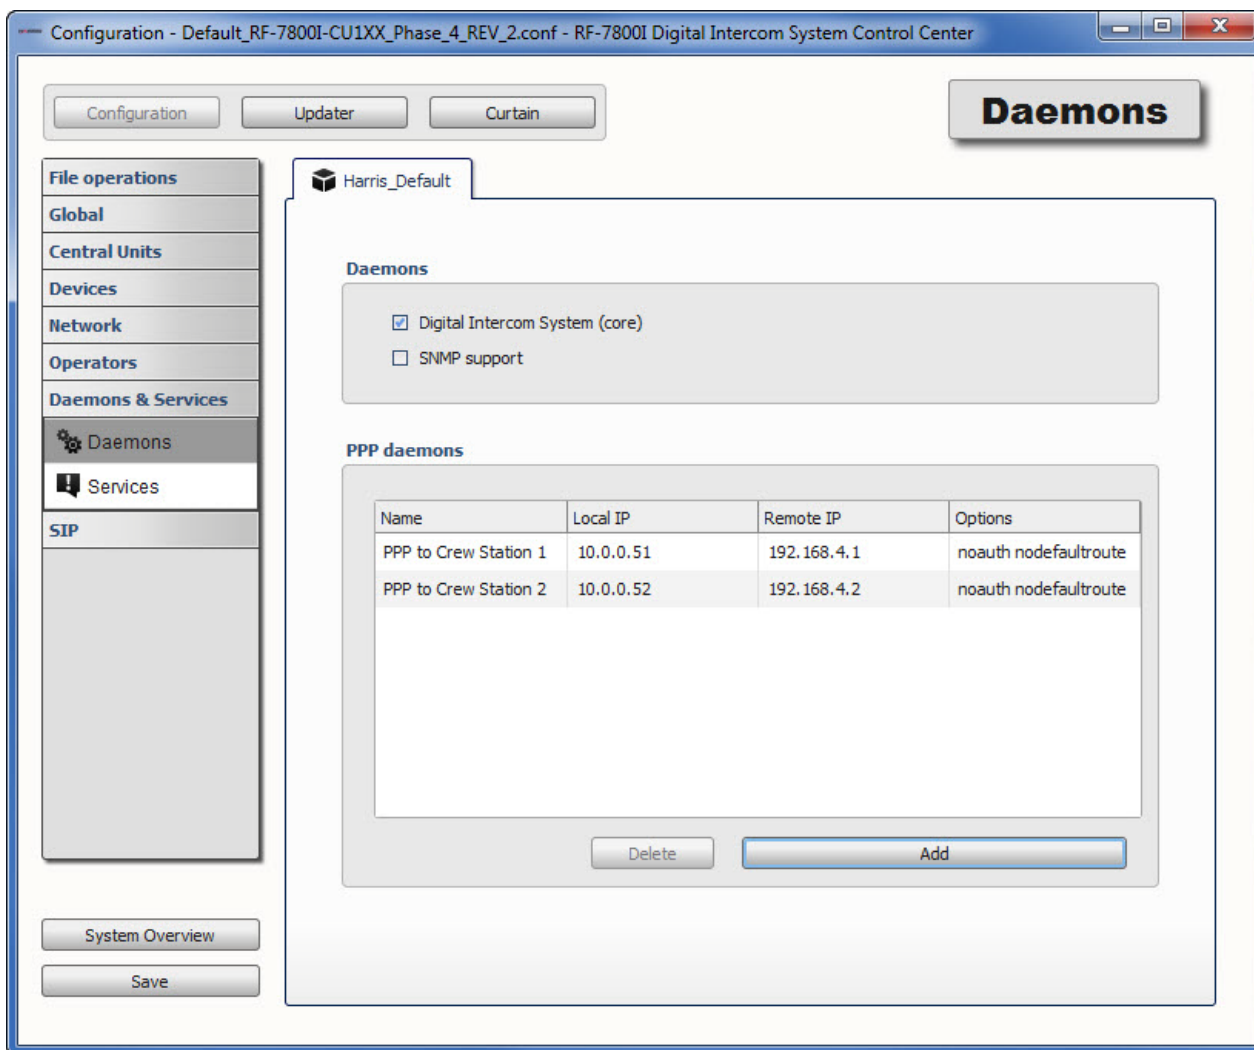 Configuration - Default_RF-7800I-CU1XX_Phase_4_REV_2.conf - RF-7800I Digital Intercom System Control Center
Configuration
Updater
Curtain
Daemons
File operations
Global
Central Units
Devices
Network
Operators
Daemons & Services
Daemons
Services
SIP
System Overview
Save
Harris_Default
Daemons
Digital Intercom System (core)
SNMP support
PPP daemons
Name Local IP Remote IP Options
PPP to Crew Station 1 10.0.0.51 192.168.4.1 noauth nodefaultroute
PPP to Crew Station 2 10.0.0.52 192.168.4.2 noauth nodefaultroute
Delete
Add